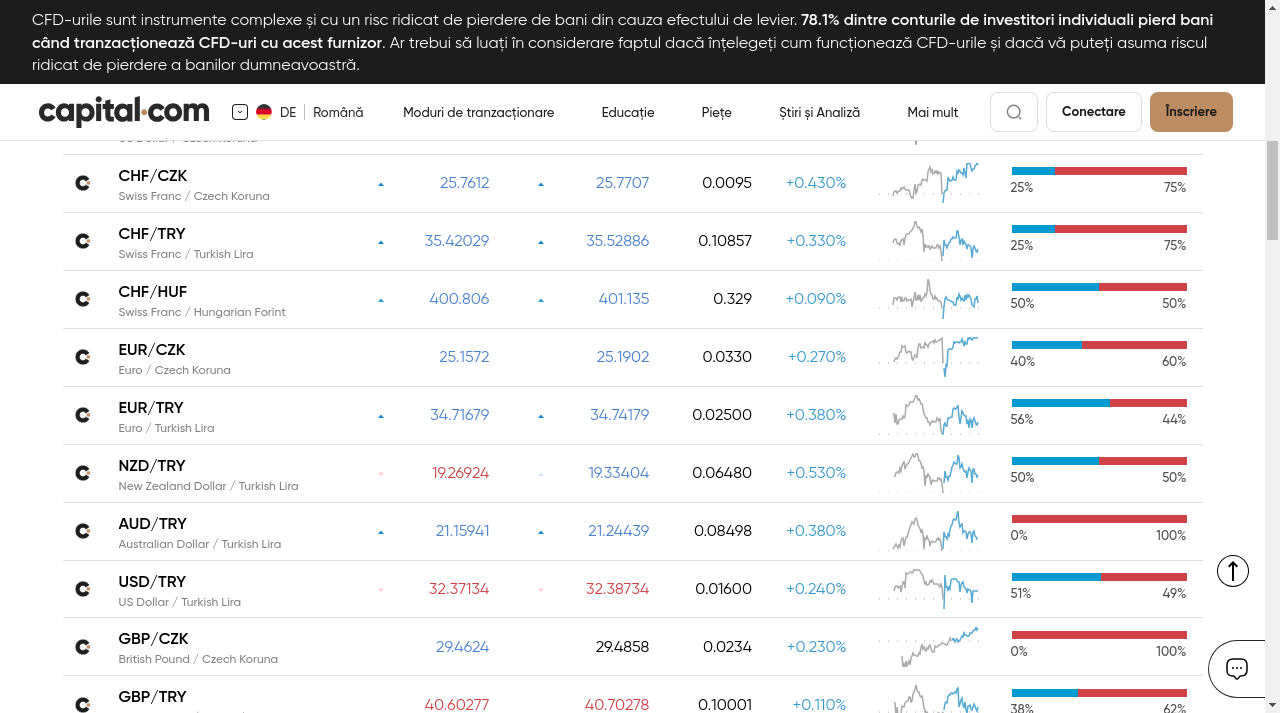 CFD-urile sunt instrumente complexe și cu un risc ridicat de pierdere de bani din cauza efectului de levier. 78.1% dintre conturile de investitori individuali pierd bani
când tranzacționează CFD-uri cu acest furnizor. Ar trebui să luați în considerare faptul dacă înțelegeți cum funcționează CFD-urile și dacă vă puteți asuma riscul
ridicat de pierdere a banilor dumneavoastră.
capital.com DE Română Moduri de tranzacționare Educație Piețe Știri și Analiză Mai mult Conectare Înscriere
CHF/CZK 25.7612 25.7707 0.0095 +0.430%
Swiss Franc / Czech Koruna 25% 75%
CHF/TRY 35.42029 35.52886 0.10857 +0.330%
Swiss Franc / Turkish Lira 25% 75%
CHF/HUF 400.806 401.135 0.329 +0.090%
Swiss Franc / Hungarian Forint 50% 50%
EUR/CZK 25.1572 25.1902 0.0330 +0.270%
Euro / Czech Koruna 40% 60%
EUR/TRY 34.71679 34.74179 0.02500 +0.380%
Euro / Turkish Lira 56% 44%
NZD/TRY 19.26924 19.33404 0.06480 +0.530%
New Zealand Dollar / Turkish Lira 50% 50%
AUD/TRY 21.15941 21.24439 0.08498 +0.380%
Australian Dollar / Turkish Lira 0% 100%
USD/TRY 32.37134 32.38734 0.01600 +0.240%
US Dollar / Turkish Lira 51% 49%
GBP/CZK 29.4624 29.4858 0.0234 +0.230%
British Pound / Czech Koruna 0% 100%
GBP/TRY 40.60277 40.70278 0.10001 +0.110%
38% 62%